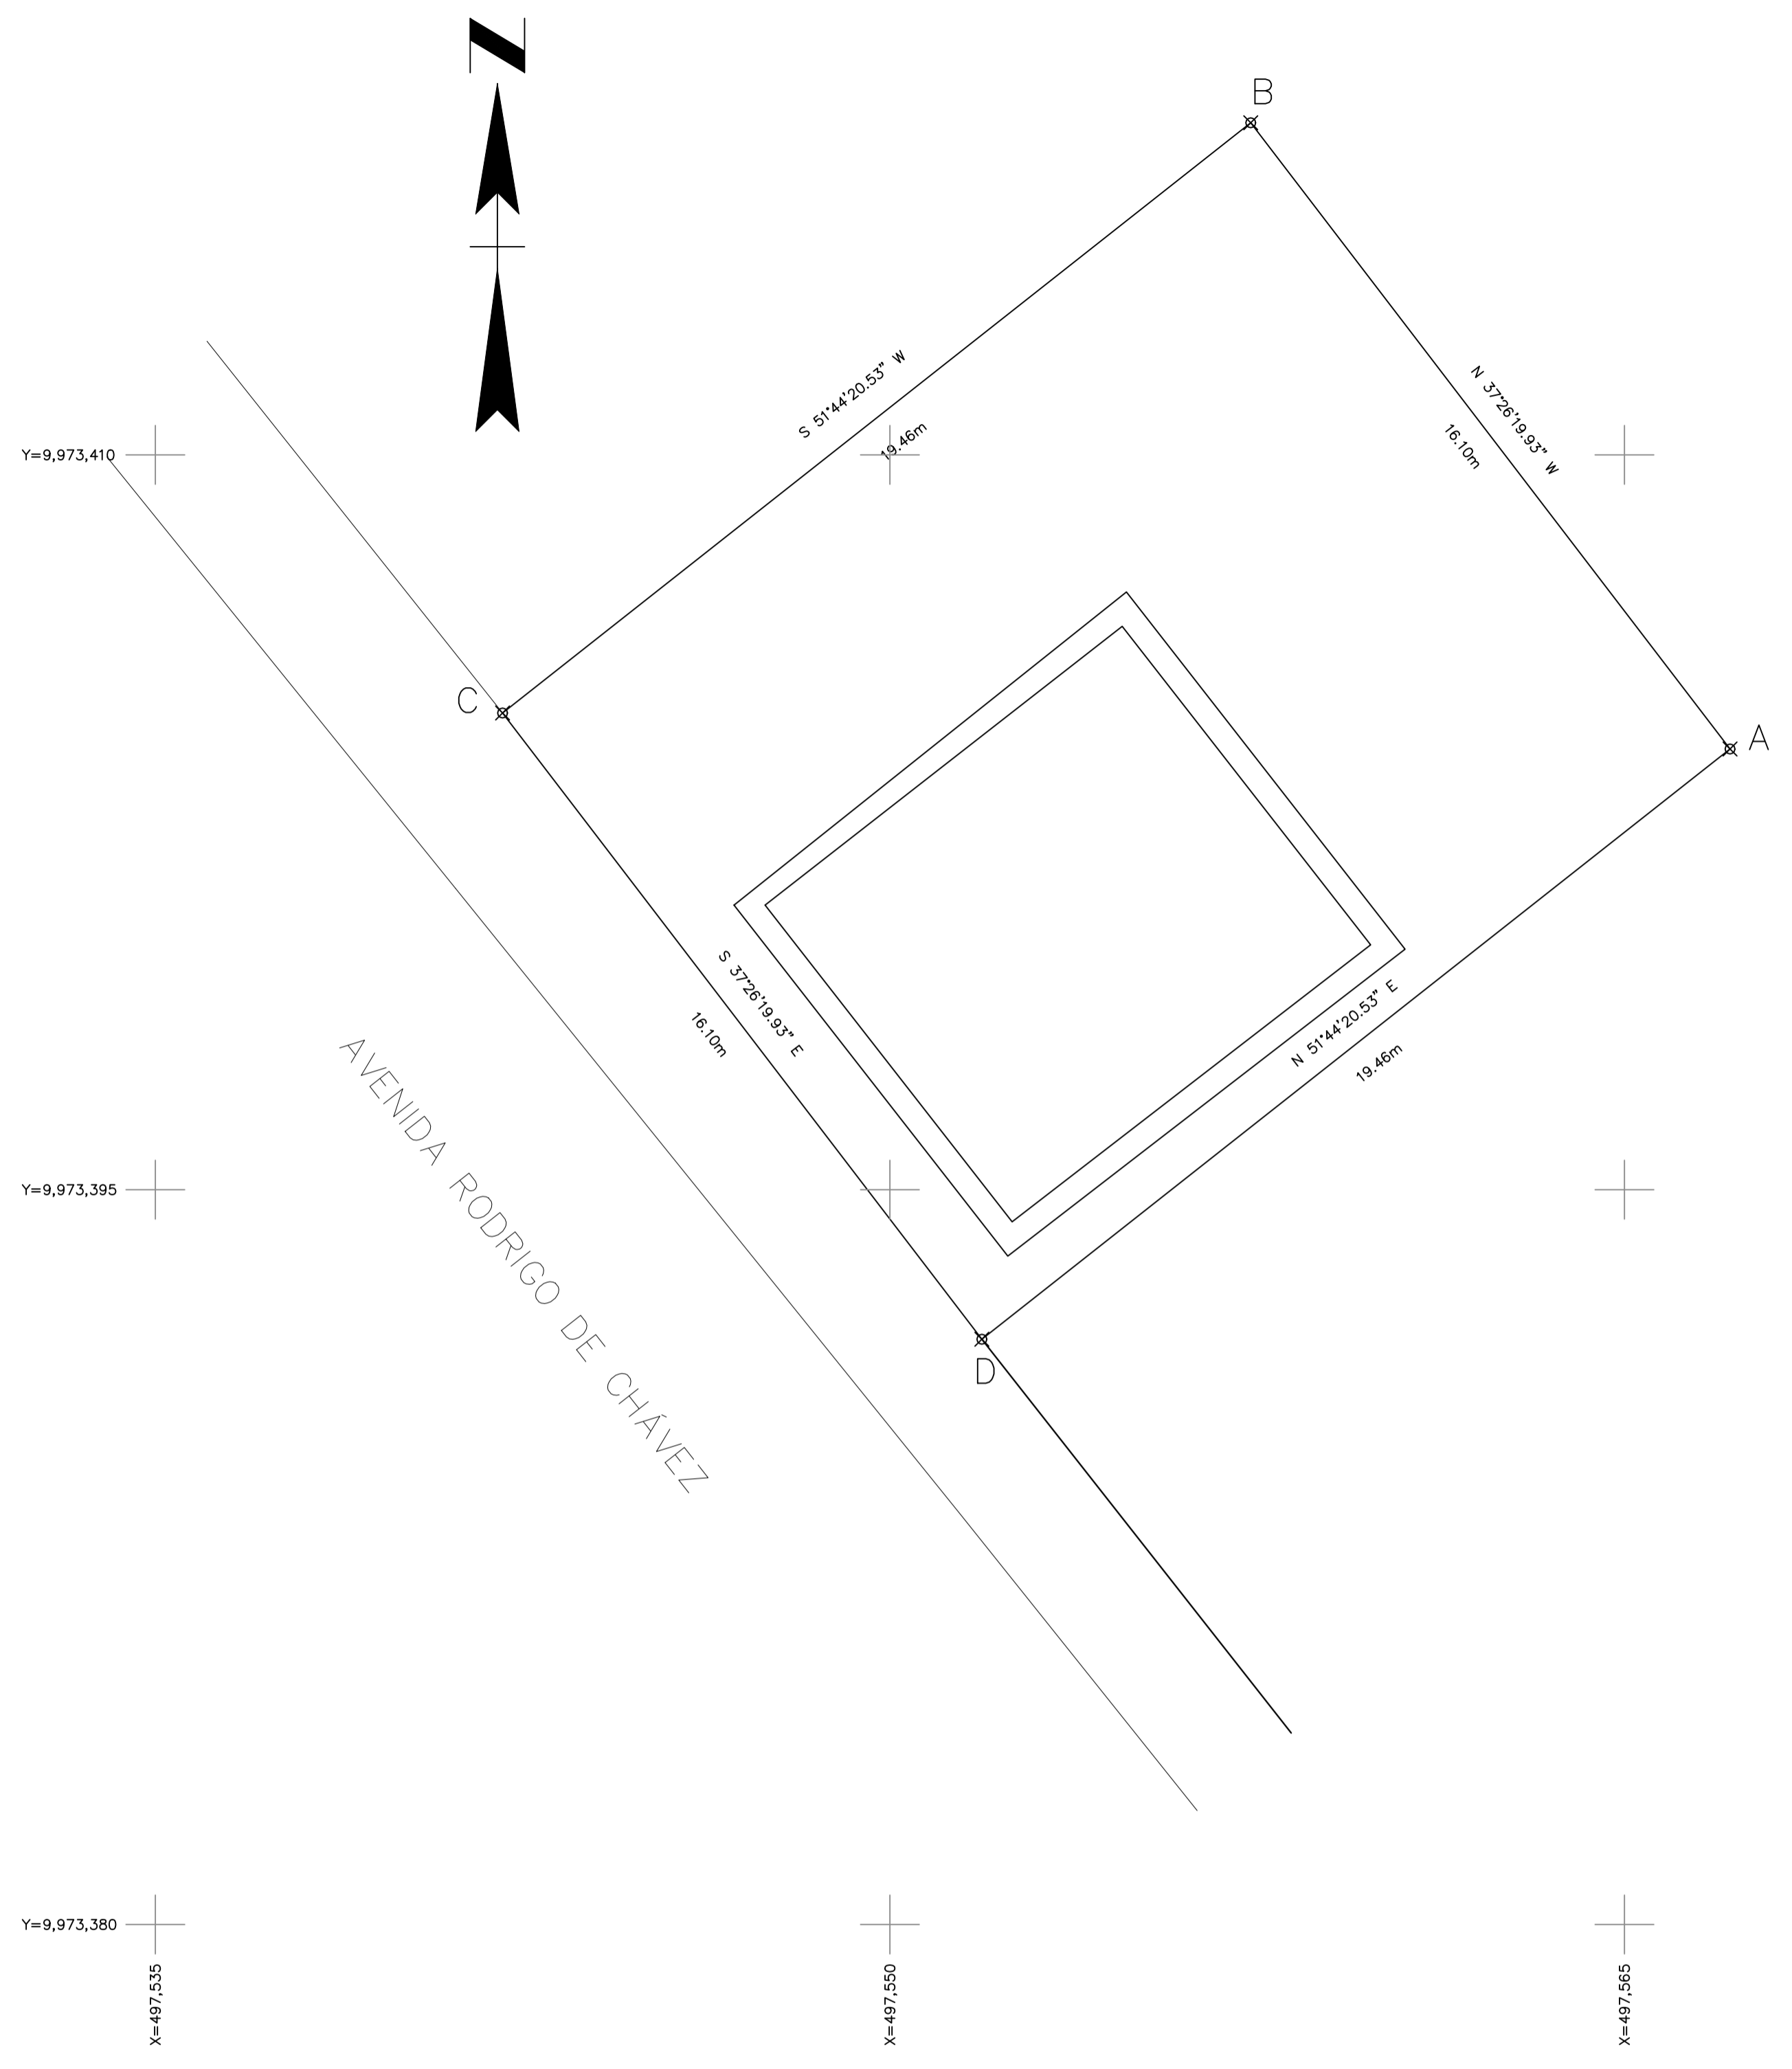 N
B
S 51°44'20.53" W
19.46m
N 37°26'19.93" W
16.10m
Y=9,973,410
C
A
S 37°26'19.93" E
16.10m
N 51°44'20.53" E
19.46m
AVENIDA RODRIGO DE CHÁVEZ
Y=9,973,395
D
Y=9,973,380
X=497,535
X=497,550
X=497,565